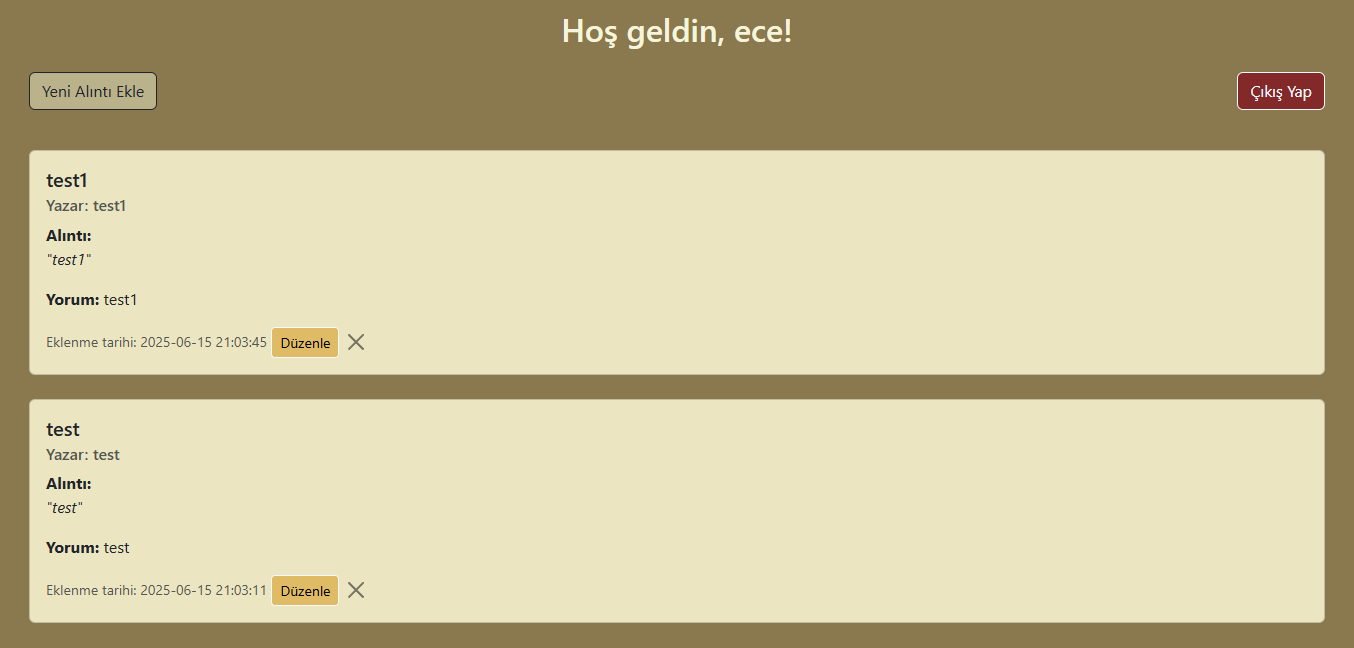 Hoş geldin, ece!
Yeni Alıntı Ekle
Çıkış Yap
test1
Yazar: test1
Alıntı:
"test1"
Yorum: test1
Eklenme tarihi: 2025-06-15 21:03:45 Düzenle
test
Yazar: test
Alıntı:
"test"
Yorum: test
Eklenme tarihi: 2025-06-15 21:03:11 Düzenle